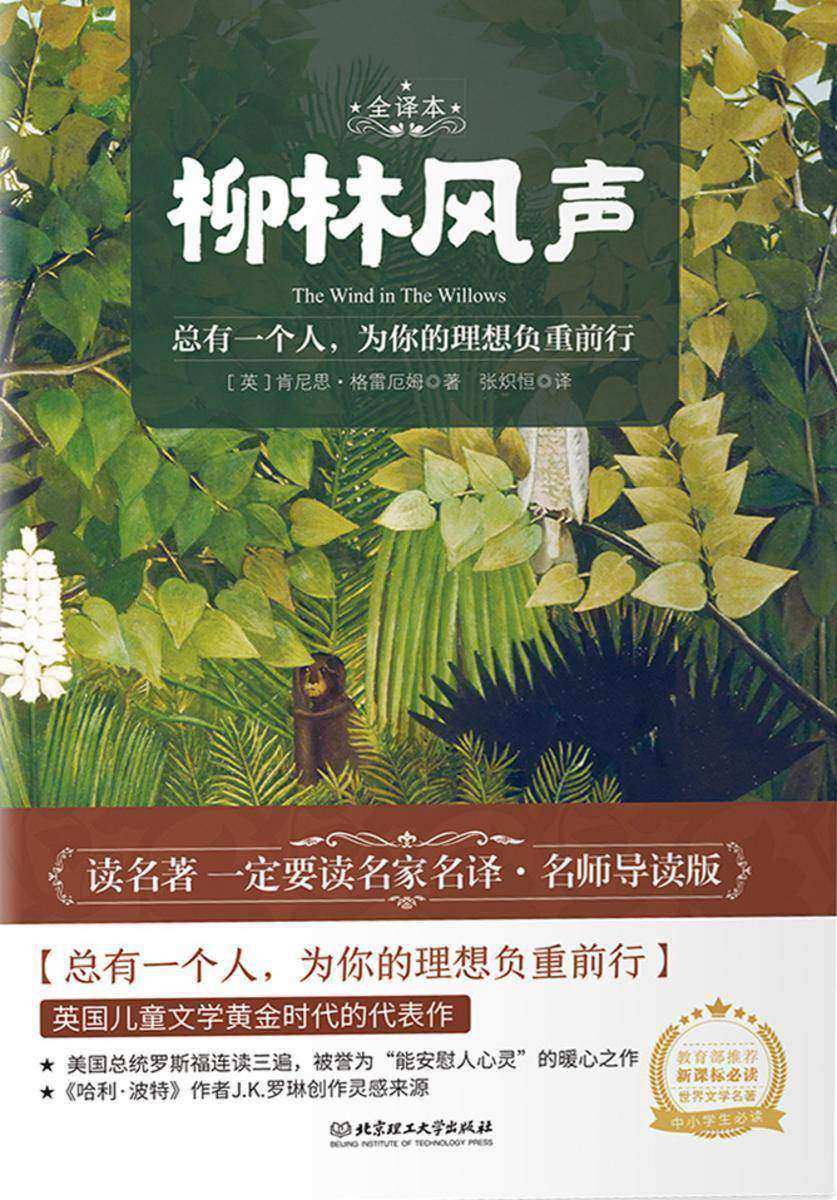 全译本
柳林风声
The Wind in The Willows
总有一个人，为你的理想负重前行
[英]肯尼思·格雷厄姆◎著 张炽恒◎译
读名著 一定要读名家名译·名师导读版
【总有一个人，为你的理想负重前行】
英国儿童文学黄金时代的代表作
★ 美国总统罗斯福连读三遍，被誉为“能安慰人心灵”的暖心之作
★《哈利·波特》作者J.K.罗琳创作灵感来源
教育部推荐
新课标必读
世界文学名著
中小学生必读
北京理工大学出版社
BEIJING INSTITUTE OF TECHNOLOGY PRESS